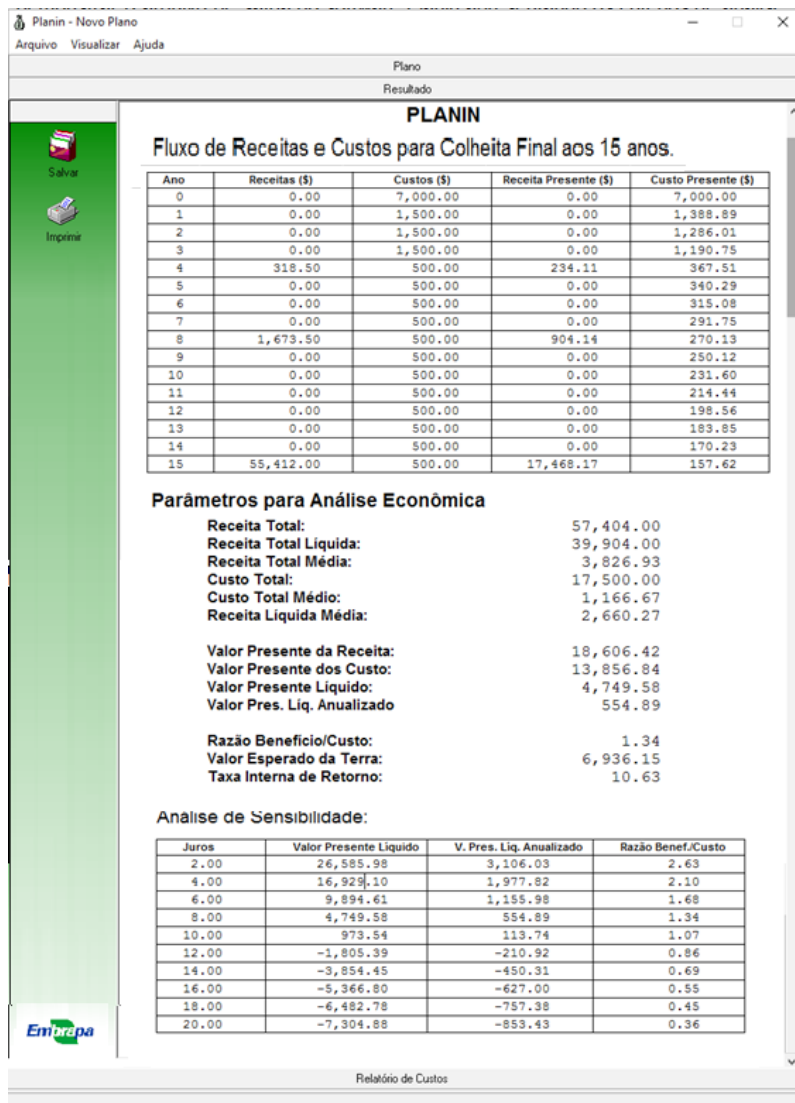 Planin - Novo Plano
Arquivo Visualizar Ajuda
Plano
Resultado
Salvar
Imprimir
PLANIN
Fluxo de Receitas e Custos para Colheita Final aos 15 anos.
Ano Receitas ($) Custos ($) Receita Presente ($) Custo Presente ($)
0 0.00 7,000.00 0.00 7,000.00
1 0.00 1,500.00 0.00 1,388.89
2 0.00 1,500.00 0.00 1,286.01
3 0.00 1,500.00 0.00 1,190.75
4 318.50 500.00 234.11 367.51
5 0.00 500.00 0.00 340.29
6 0.00 500.00 0.00 315.08
7 0.00 500.00 0.00 291.75
8 1,673.50 500.00 904.14 270.13
9 0.00 500.00 0.00 250.12
10 0.00 500.00 0.00 231.60
11 0.00 500.00 0.00 214.44
12 0.00 500.00 0.00 198.56
13 0.00 500.00 0.00 183.85
14 0.00 500.00 0.00 170.23
15 55,412.00 500.00 17,468.17 157.62
Parâmetros para Análise Econômica
Receita Total: 57,404.00
Receita Total Líquida: 39,904.00
Receita Total Média: 3,826.93
Custo Total: 17,500.00
Custo Total Médio: 1,166.67
Receita Líquida Média: 2,660.27
Valor Presente da Receita: 18,606.42
Valor Presente dos Custo: 13,856.84
Valor Presente Líquido: 4,749.58
Valor Pres. Liq. Anualizado 554.89
Razão Benefício/Custo: 1.34
Valor Esperado da Terra: 6,936.15
Taxa Interna de Retorno: 10.63
Análise de Sensibilidade:
Juros Valor Presente Líquido V. Pres. Liq. Anualizado Razão Benef./Custo
2.00 26,585.98 3,106.03 2.63
4.00 16,929.10 1,977.82 2.10
6.00 9,894.61 1,155.98 1.68
8.00 4,749.58 554.89 1.34
10.00 973.54 113.74 1.07
12.00 -1,805.39 -210.92 0.86
14.00 -3,854.45 -450.31 0.69
16.00 -5,366.80 -627.00 0.55
18.00 -6,482.78 -757.38 0.45
20.00 -7,304.88 -853.43 0.36
Embrapa
Relatório de Custos